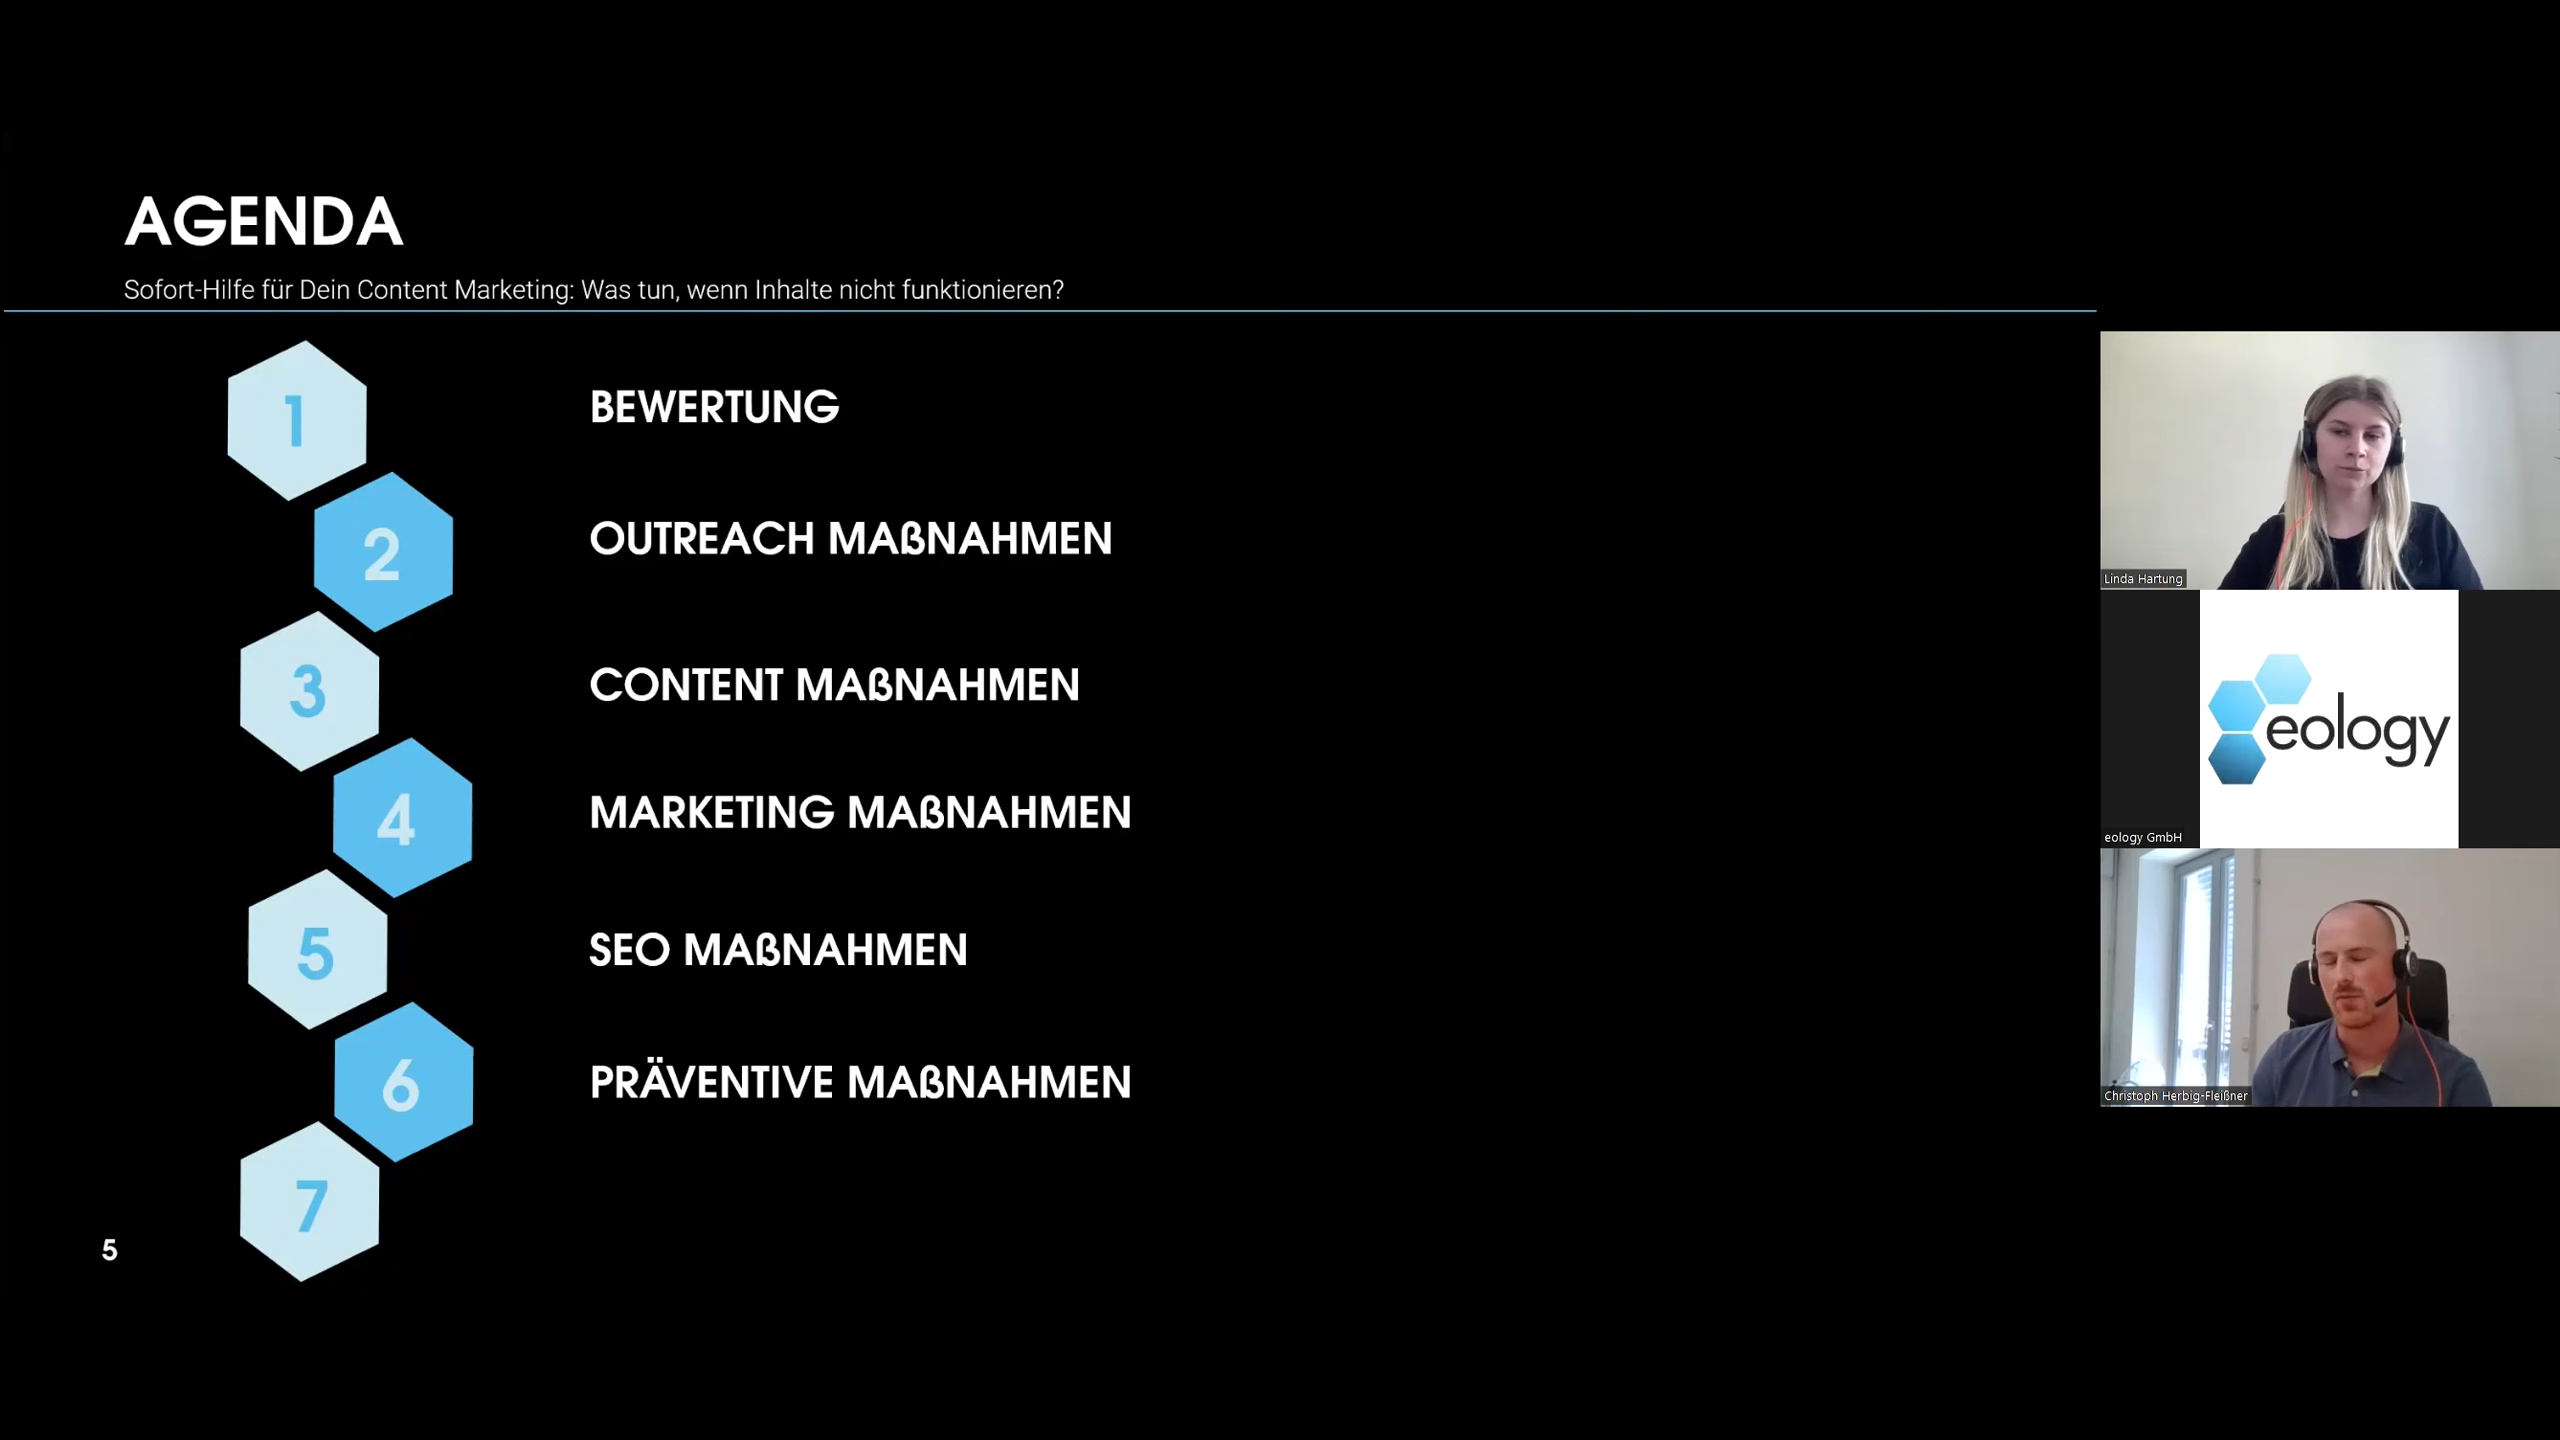 AGENDA
Sofort-Hilfe für Dein Content Marketing: Was tun, wenn Inhalte nicht funktionieren?
1
BEWERTUNG
2
OUTREACH MAßNAHMEN
3
CONTENT MAßNAHMEN
4
MARKETING MAßNAHMEN
5
SEO MAßNAHMEN
6
PRÄVENTIVE MAßNAHMEN
7
5
Linda Hartung
eology
eology GmbH
Christoph Herbig-Fleißner